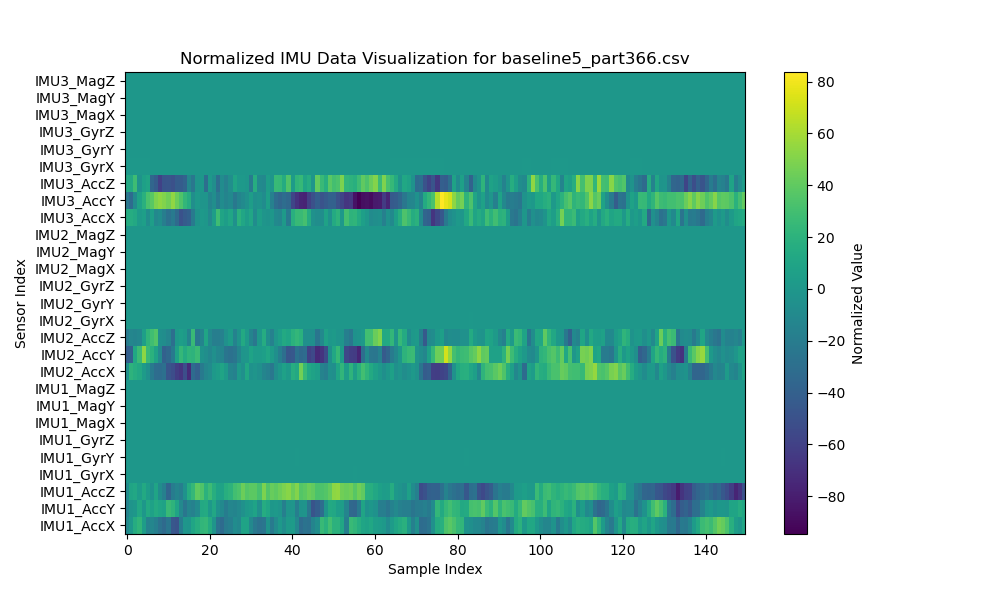 Normalized IMU Data Visualization for baseline5_part366.csv
IMU3_MagZ
IMU3_MagY
IMU3_MagX
IMU3_GyrZ
IMU3_GyrY
IMU3_GyrX
IMU3_AccZ
IMU3_AccY
IMU3_AccX
IMU2_MagZ
IMU2_MagY
IMU2_MagX
IMU2_GyrZ
IMU2_GyrY
IMU2_GyrX
IMU2_AccZ
IMU2_AccY
IMU2_AccX
IMU1_MagZ
IMU1_MagY
IMU1_MagX
IMU1_GyrZ
IMU1_GyrY
IMU1_GyrX
IMU1_AccZ
IMU1_AccY
IMU1_AccX
Sensor Index
0 20 40 60 80 100 120 140
Sample Index
80
60
40
20
0
−20
−40
−60
−80
Normalized Value